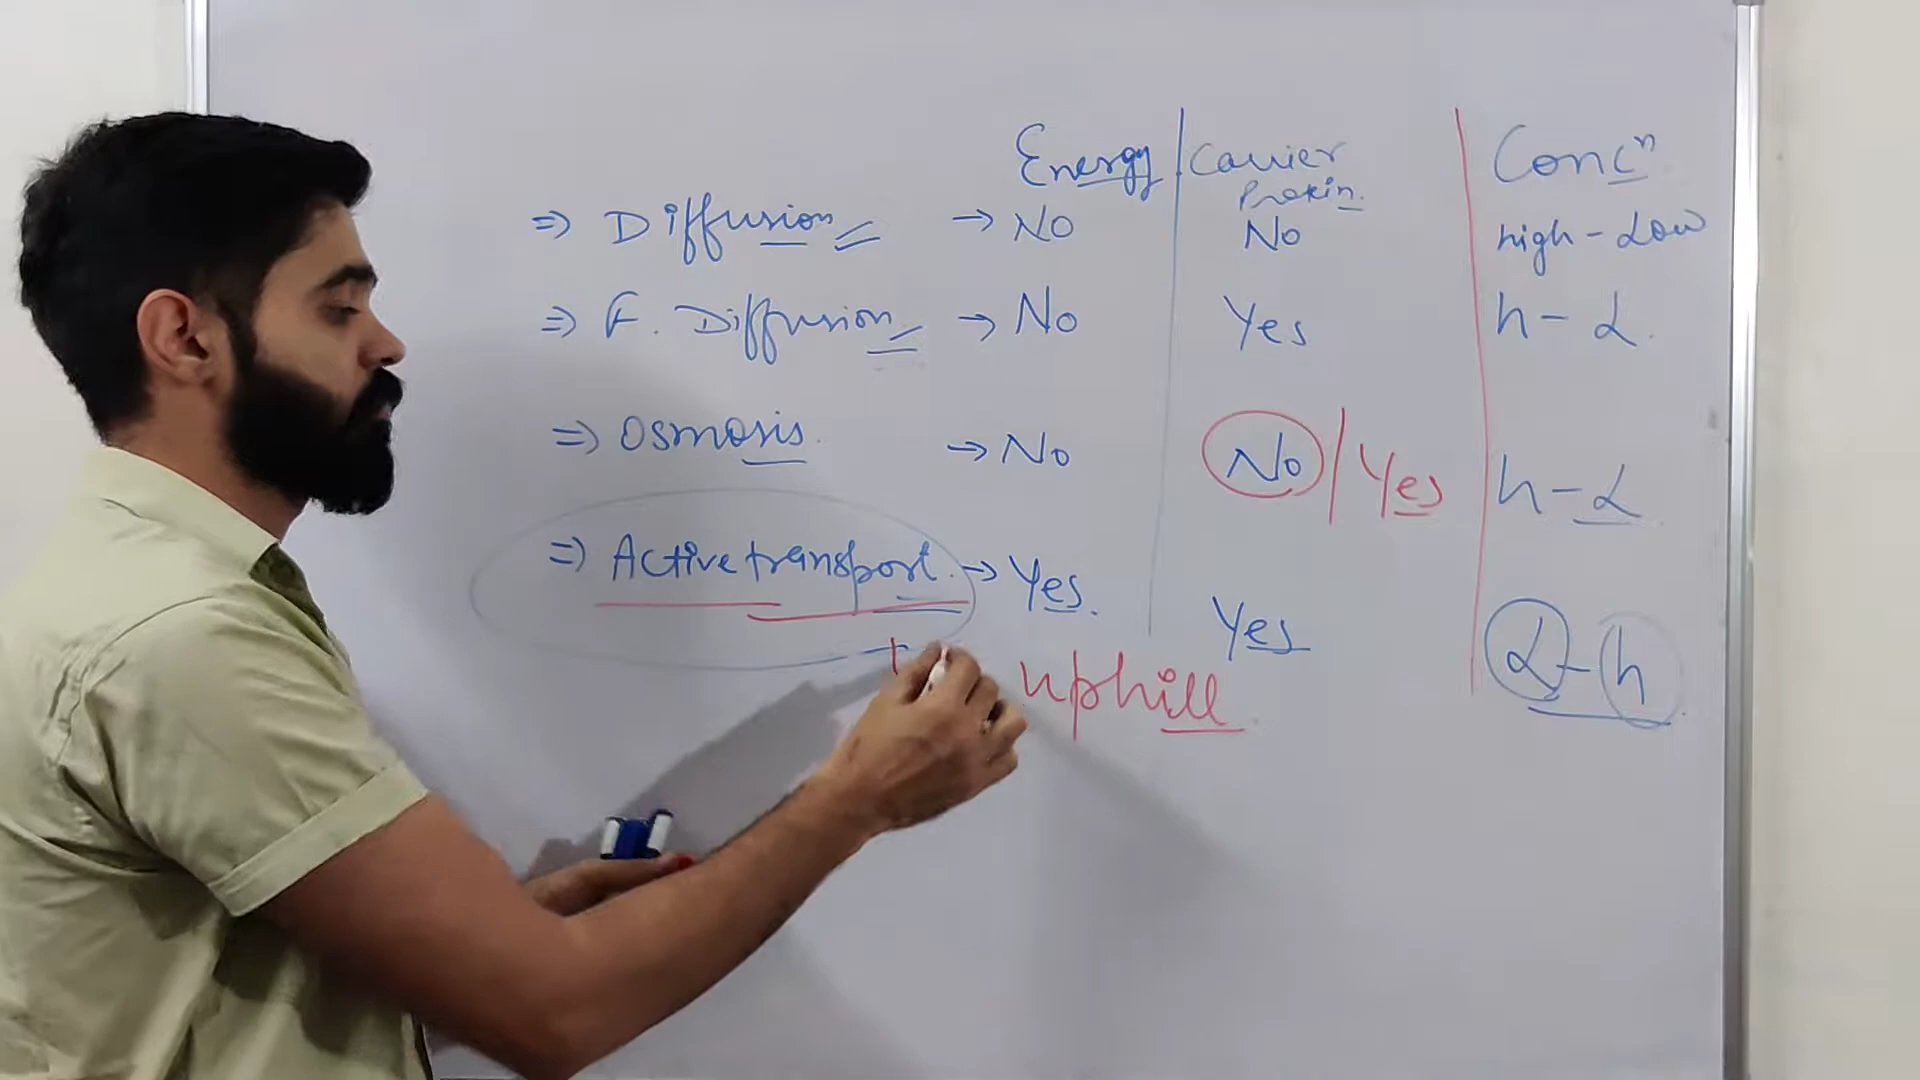 Energy Carrier Concⁿ
Protein.
⇒ Diffusion → No No high - Low
⇒ F. Diffusion → No Yes h - L.
⇒ Osmosis. → No No / Yes h - L
⇒ Active transport. → Yes. Yes L - h
uphill.